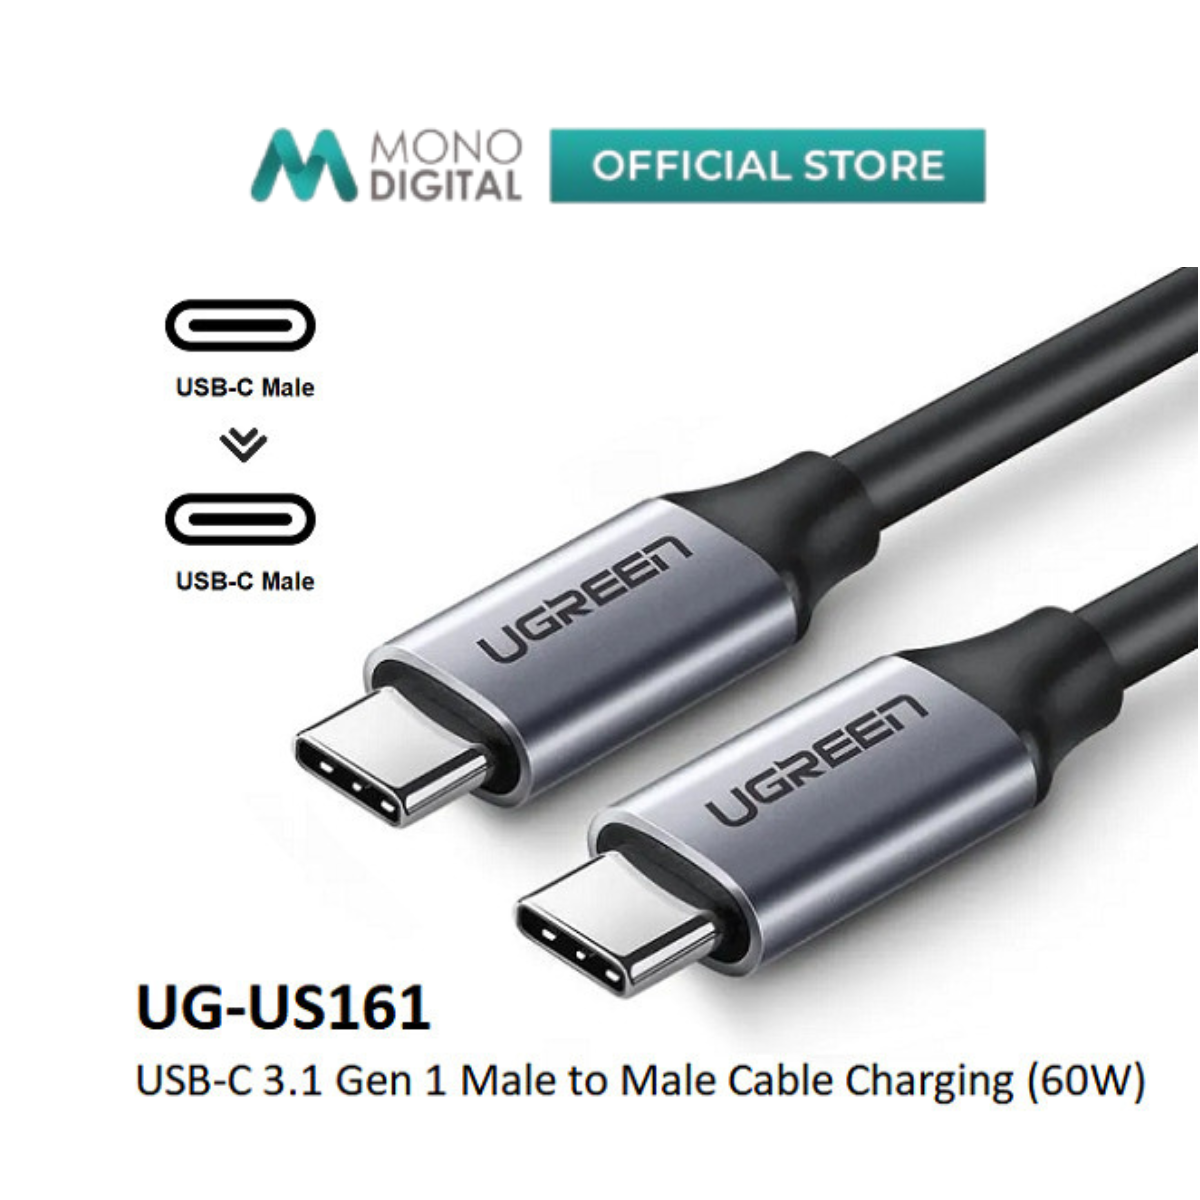 MONO
DIGITAL
OFFICIAL STORE
USB-C Male
USB-C Male
UGREEN
UGREEN
UG-US161
USB-C 3.1 Gen 1 Male to Male Cable Charging (60W)